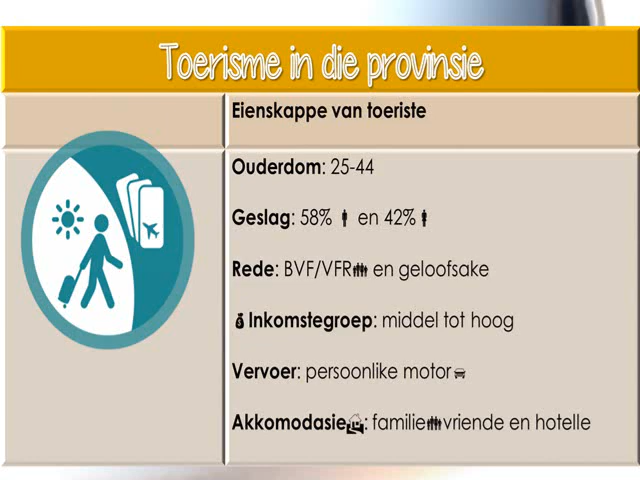 Toerisme in die provinsie
Eienskappe van toeriste
Ouderdom: 25-44
Geslag: 58% en 42%
Rede: BVF/VFR en geloofsake
Inkomstegroep: middel tot hoog
Vervoer: persoonlike motor
Akkomodasie: familie vriende en hotelle